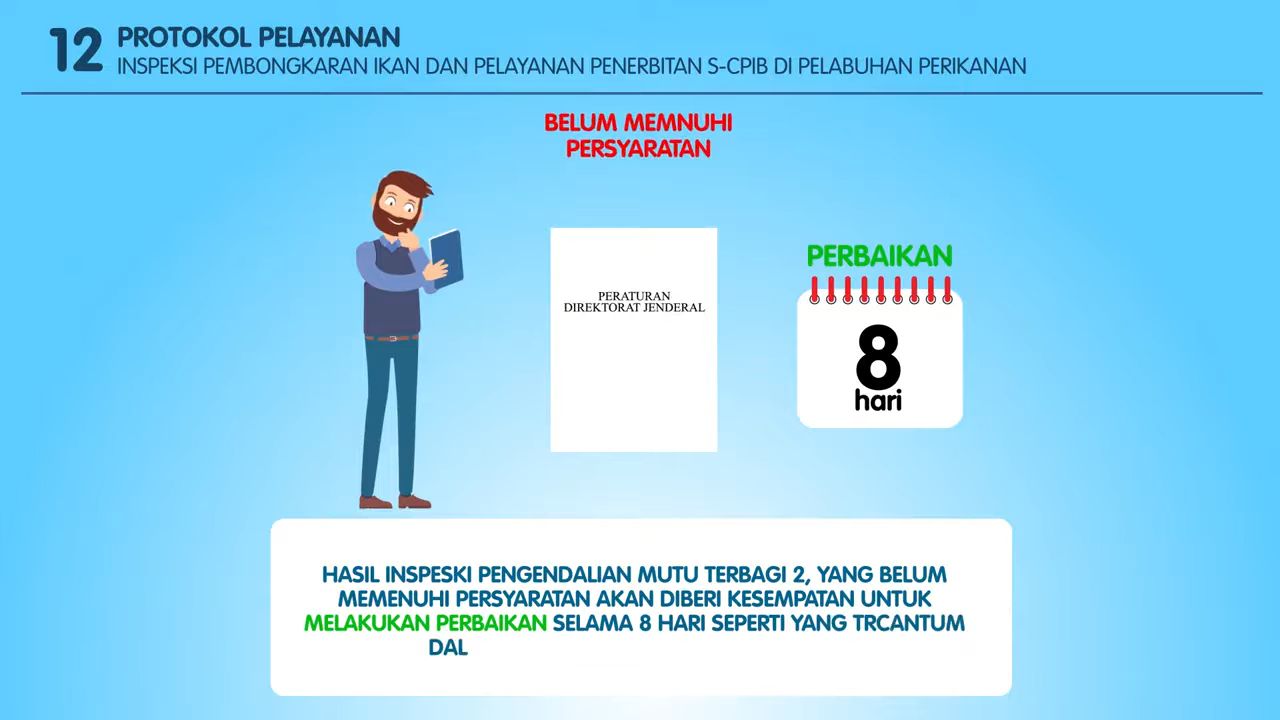 12
PROTOKOL PELAYANAN
INSPEKSI PEMBONGKARAN IKAN DAN PELAYANAN PENERBITAN S-CPIB DI PELABUHAN PERIKANAN
BELUM MEMNUHI
PERSYARATAN
PERATURAN
DIREKTORAT JENDERAL
PERBAIKAN
8
hari
HASIL INSPESKI PENGENDALIAN MUTU TERBAGI 2, YANG BELUM
MEMENUHI PERSYARATAN AKAN DIBERI KESEMPATAN UNTUK
MELAKUKAN PERBAIKAN SELAMA 8 HARI SEPERTI YANG TRCANTUM
DAL